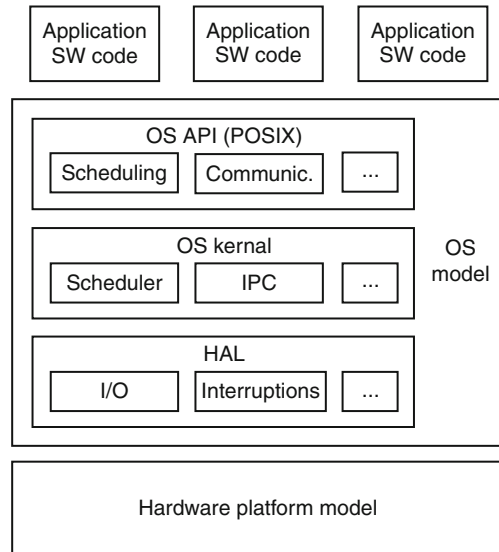 Application
SW code
Application
SW code
Application
SW code
OS API (POSIX)
Scheduling
Communic.
...
OS kernal
Scheduler
IPC
...
OS
model
HAL
I/O
Interruptions
...
Hardware platform model